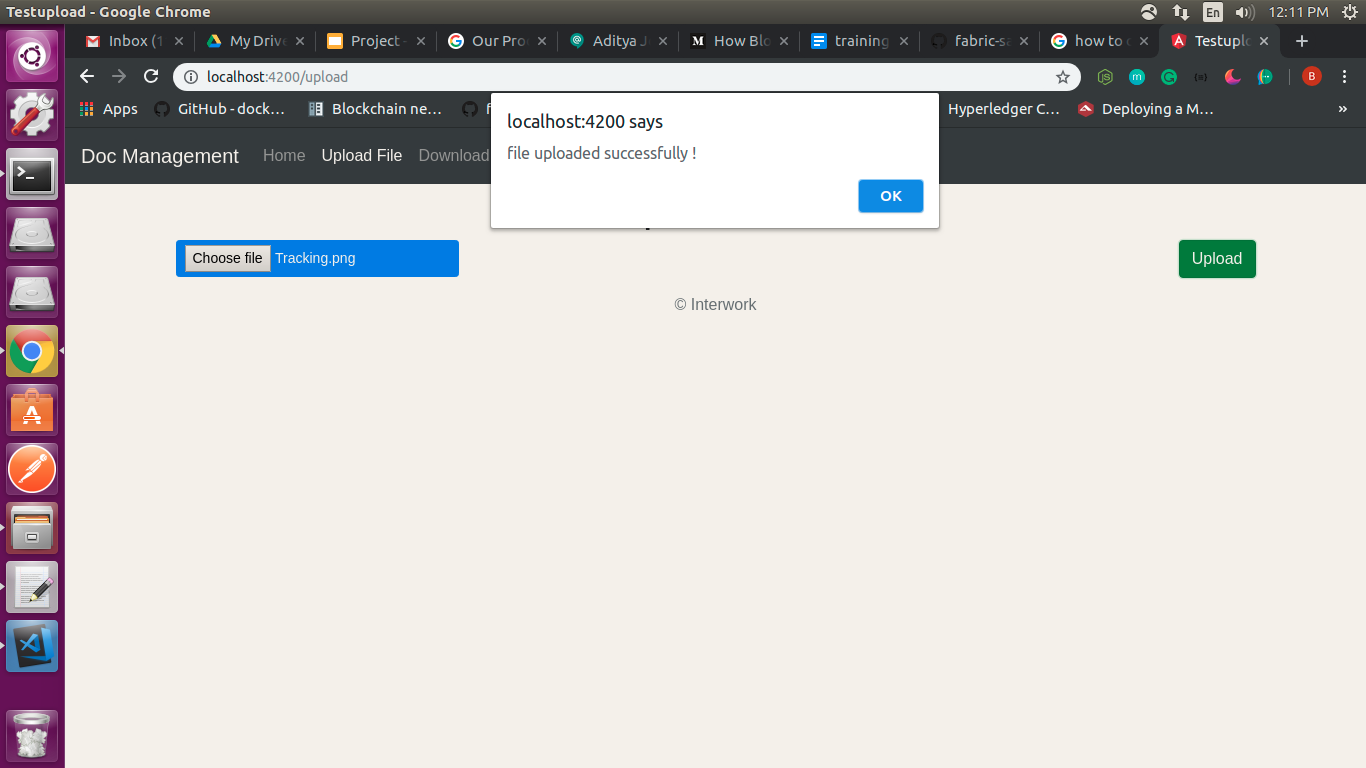 Testupload - Google Chrome
En
12:11 PM
Inbox (1
My Drive
Project -
Our Pro
Aditya J
How Blo
training
fabric-sa
how to c
Testuplo
localhost:4200/upload
B
Apps
GitHub - dock…
Blockchain ne…
Hyperledger C…
Deploying a M…
»
localhost:4200 says
file uploaded successfully !
OK
Doc Management
Home
Upload File
Download
Choose file
Tracking.png
Upload
© Interwork